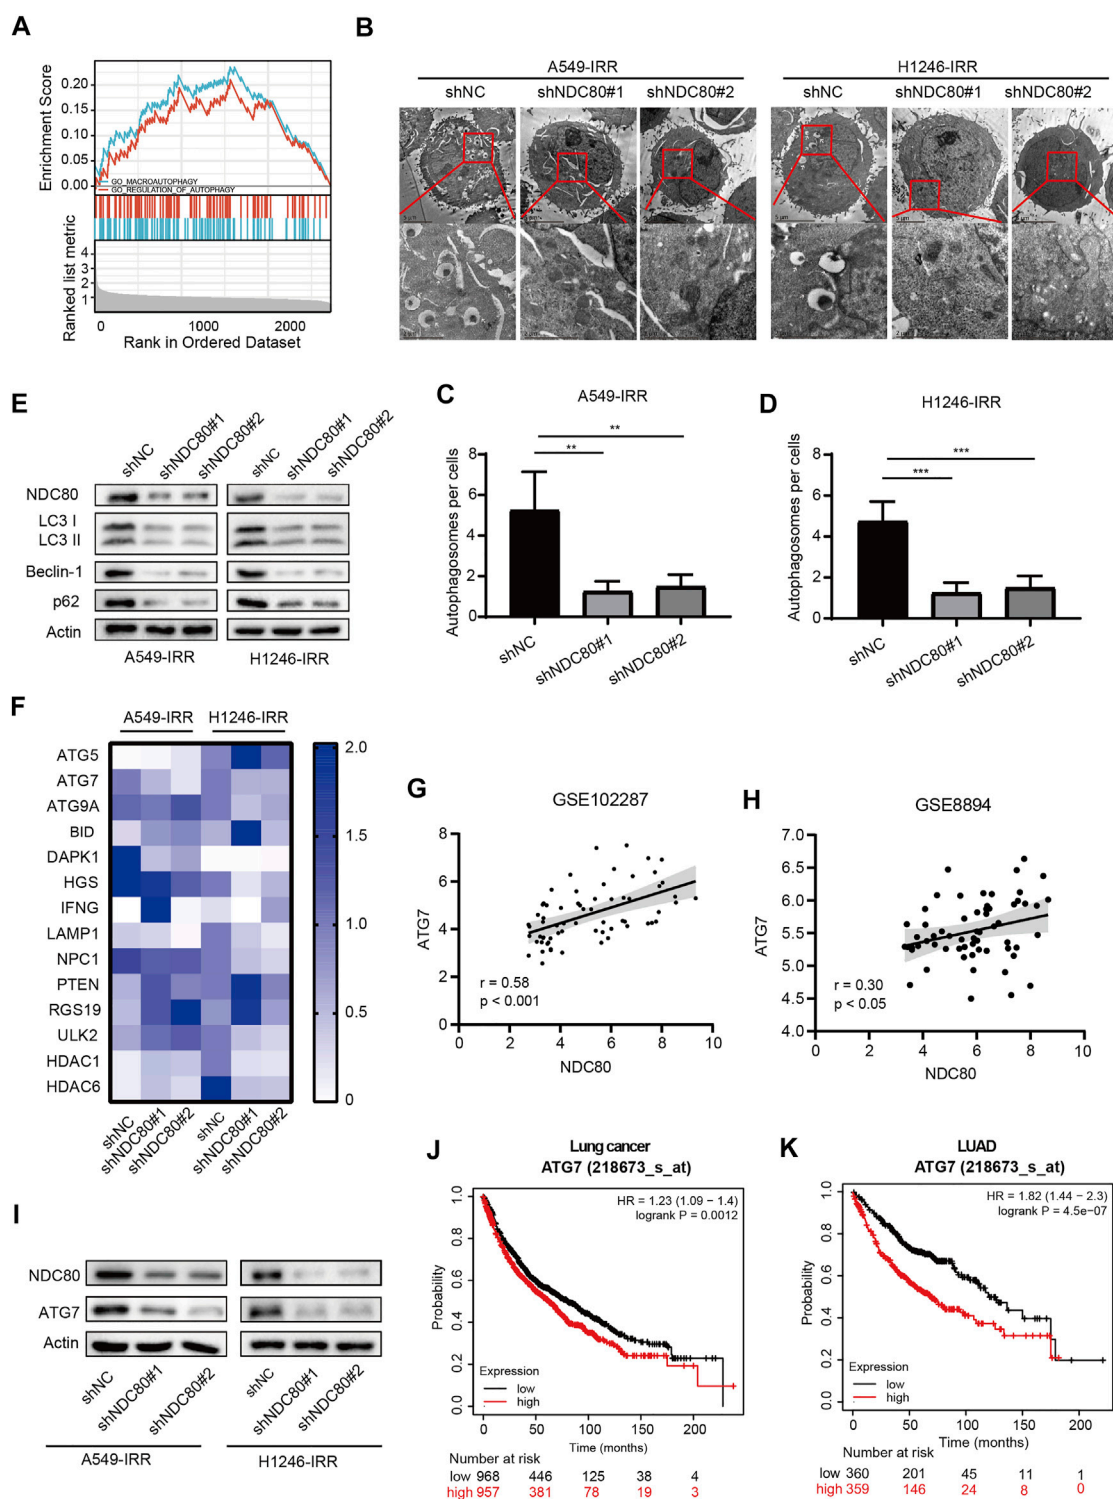 A
Enrichment Score
0.20
0.15
0.10
0.05
0.00
GO_MACROAUTOPHAGY
GO_REGULATION_OF_AUTOPHAGY
Ranked list metric
4
3
2
1
0 1000 2000
Rank in Ordered Dataset
B
A549-IRR H1246-IRR
shNC shNDC80#1 shNDC80#2 shNC shNDC80#1 shNDC80#2
5 μm
2 μm
E
shNC shNDC80#1 shNDC80#2 shNC shNDC80#1 shNDC80#2
NDC80
LC3 I
LC3 II
Beclin-1
p62
Actin
A549-IRR H1246-IRR
C
A549-IRR
**
**
Autophagosomes per cells
8
6
4
2
0
shNC shNDC80#1 shNDC80#2
D
H1246-IRR
***
***
Autophagosomes per cells
8
6
4
2
0
shNC shNDC80#1 shNDC80#2
F
A549-IRR H1246-IRR
ATG5
ATG7
ATG9A
BID
DAPK1
HGS
IFNG
LAMP1
NPC1
PTEN
RGS19
ULK2
HDAC1
HDAC6
2.0
1.5
1.0
0.5
0
shNC shNDC80#1 shNDC80#2 shNC shNDC80#1 shNDC80#2
G
GSE102287
ATG7
8
6
4
2
0
r = 0.58
p < 0.001
0 2 4 6 8 10
NDC80
H
GSE8894
ATG7
7.0
6.5
6.0
5.5
5.0
4.5
4.0
r = 0.30
p < 0.05
0 2 4 6 8 10
NDC80
I
NDC80
ATG7
Actin
shNC shNDC80#1 shNDC80#2 shNC shNDC80#1 shNDC80#2
A549-IRR H1246-IRR
J
Lung cancer
ATG7 (218673_s_at)
HR = 1.23 (1.09 − 1.4)
logrank P = 0.0012
Probability
1.0
0.8
0.6
0.4
0.2
0.0
Expression
low
high
0 50 100 150 200
Time (months)
Number at risk
low 968 446 125 38 4
high 957 381 78 19 3
K
LUAD
ATG7 (218673_s_at)
HR = 1.82 (1.44 − 2.3)
logrank P = 4.5e−07
Probability
1.0
0.8
0.6
0.4
0.2
0.0
Expression
low
high
0 50 100 150 200
Time (months)
Number at risk
low 360 201 45 11 1
high 359 146 24 8 0